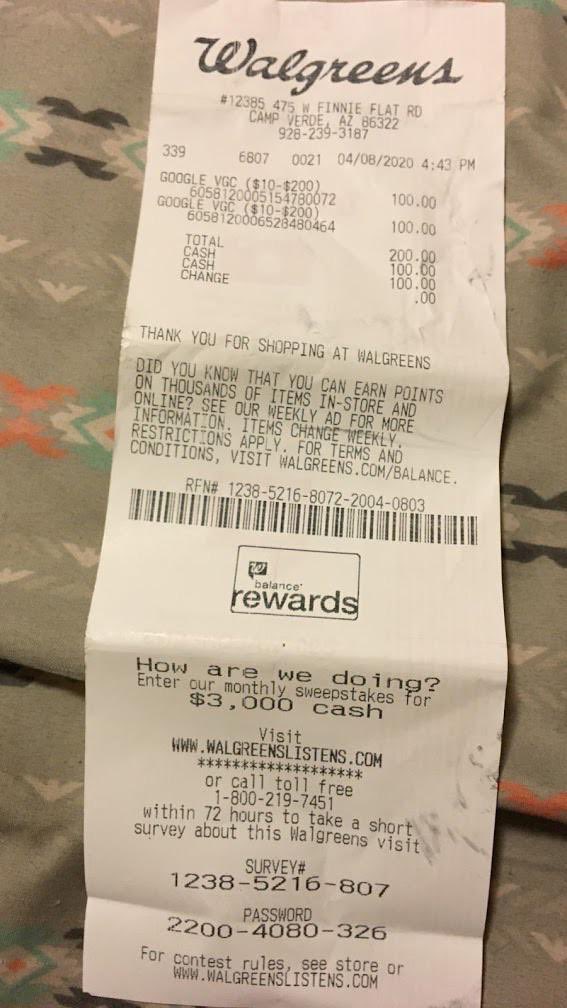 Walgreens
#12385 475 W FINNIE FLAT RD
CAMP VERDE, AZ 86322
928-239-3187
339 6807 0021 04/08/2020 4:43 PM
GOOGLE VGC ($10-$200)
6058120005154780072 100.00
GOOGLE VGC ($10-$200)
6058120006528480464 100.00
TOTAL 200.00
CASH 100.00
CASH 100.00
CHANGE .00
THANK YOU FOR SHOPPING AT WALGREENS
DID YOU KNOW THAT YOU CAN EARN POINTS
ON THOUSANDS OF ITEMS IN-STORE AND
ONLINE? SEE OUR WEEKLY AD FOR MORE
INFORMATION. ITEMS CHANGE WEEKLY.
RESTRICTIONS APPLY. FOR TERMS AND
CONDITIONS, VISIT WALGREENS.COM/BALANCE.
RFN# 1238-5216-8072-2004-0803
W
balance®
rewards
How are we doing?
Enter our monthly sweepstakes for
$3,000 cash
Visit
WWW.WALGREENSLISTENS.COM
*******************
or call toll free
1-800-219-7451
within 72 hours to take a short
survey about this Walgreens visit
SURVEY#
1238-5216-807
PASSWORD
2200-4080-326
For contest rules, see store or
WWW.WALGREENSLISTENS.COM